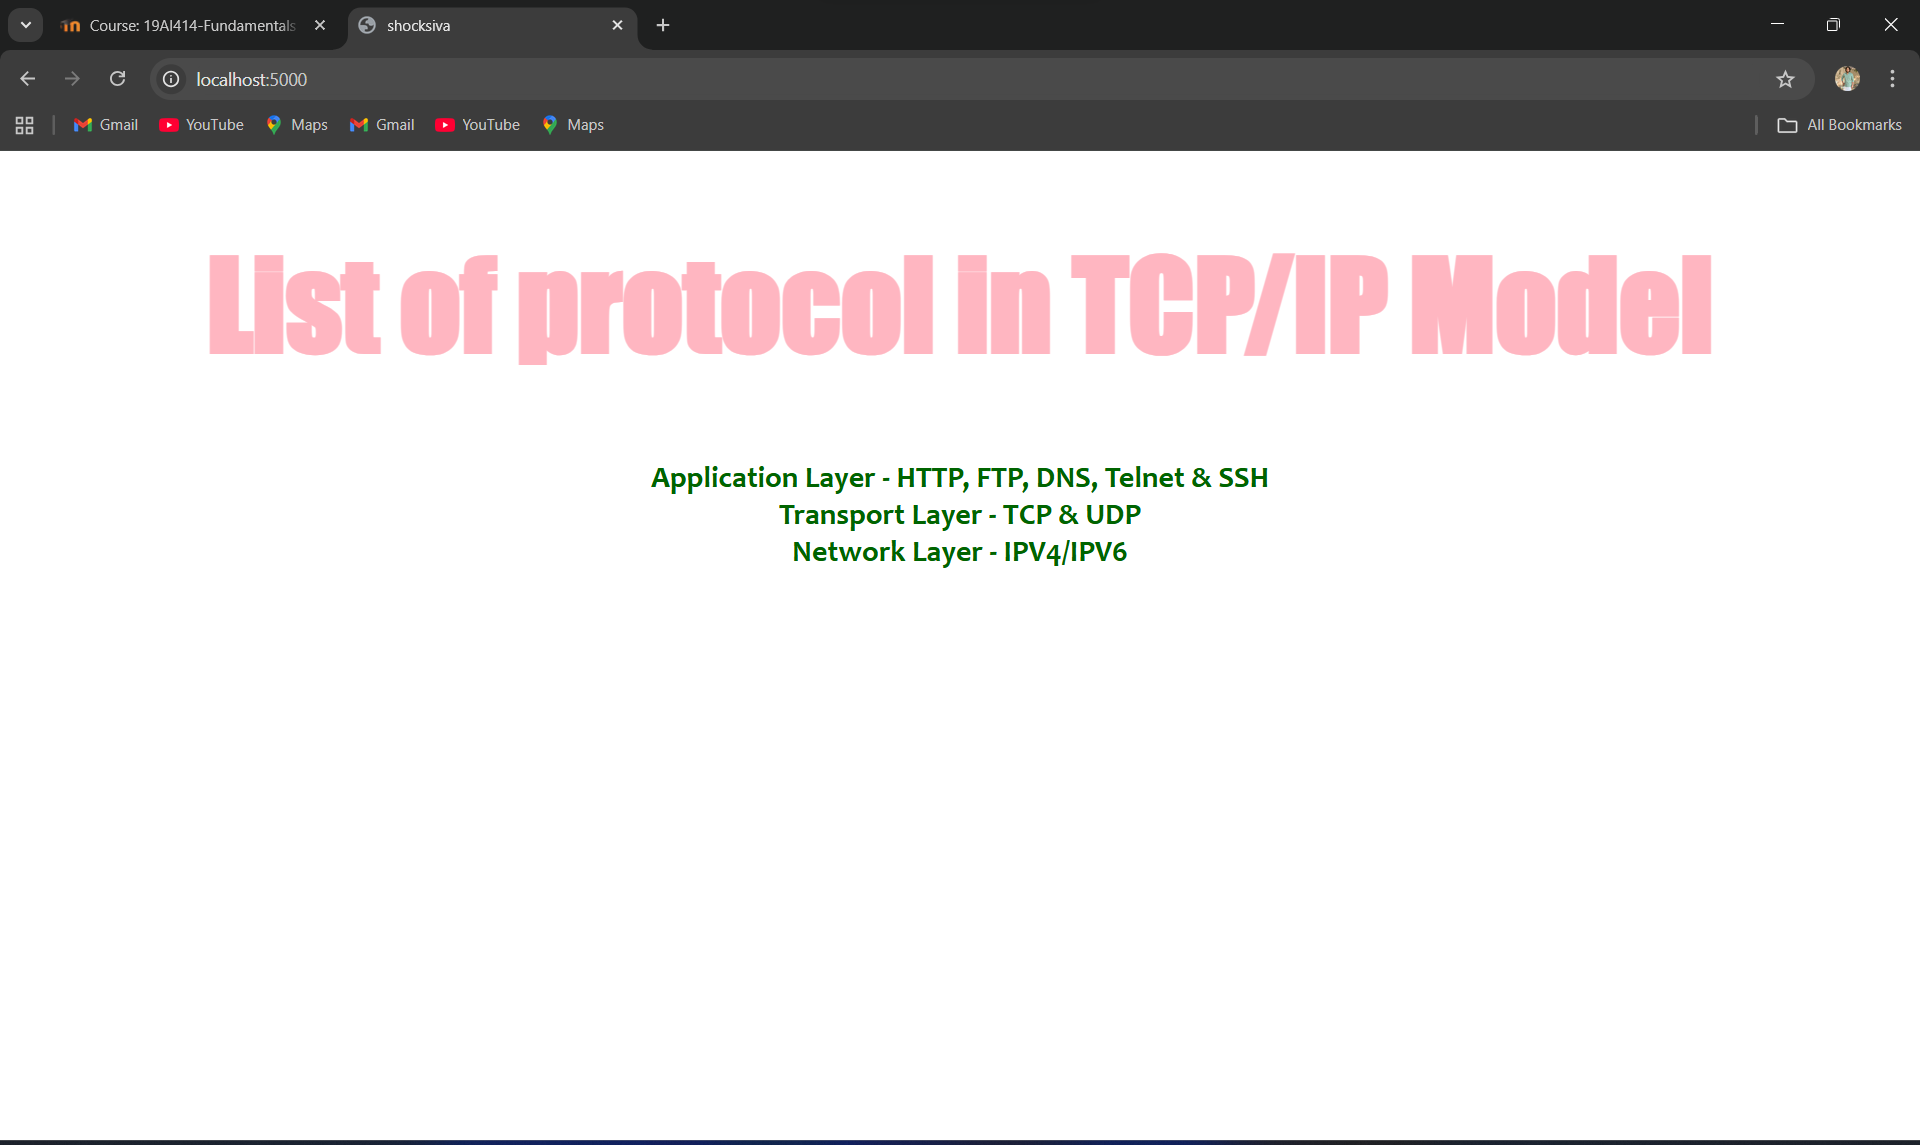 Course: 19AI414-Fundamentals
shocksiva
localhost:5000
Gmail YouTube Maps Gmail YouTube Maps All Bookmarks
List of protocol in TCP/IP Model
Application Layer - HTTP, FTP, DNS, Telnet & SSH
Transport Layer - TCP & UDP
Network Layer - IPV4/IPV6